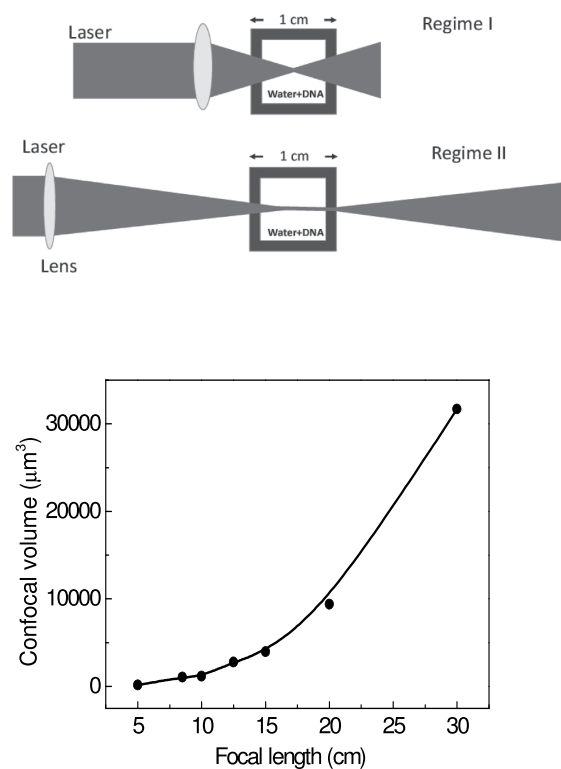 Laser
← 1 cm →
Regime I
Water+DNA
Laser
← 1 cm →
Regime II
Water+DNA
Lens
30000
20000
10000
0
Confocal volume (μm³)
5 10 15 20 25 30
Focal length (cm)